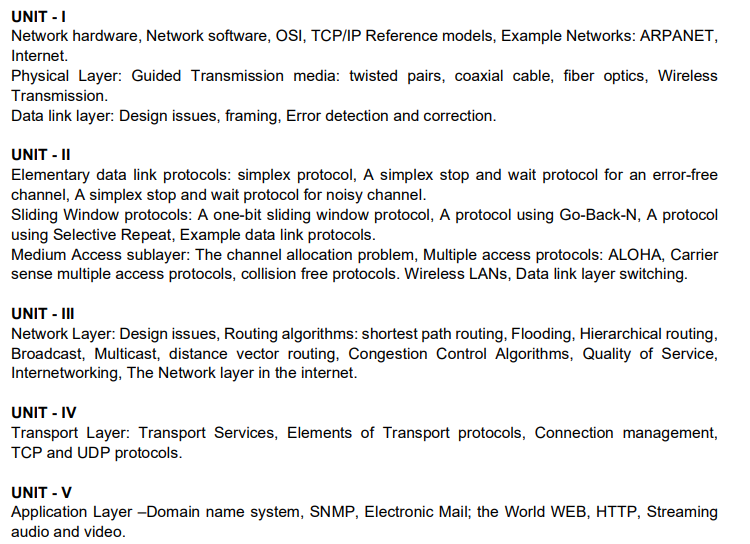 UNIT - I
Network hardware, Network software, OSI, TCP/IP Reference models, Example Networks: ARPANET,
Internet.
Physical Layer: Guided Transmission media: twisted pairs, coaxial cable, fiber optics, Wireless
Transmission.
Data link layer: Design issues, framing, Error detection and correction.
UNIT - II
Elementary data link protocols: simplex protocol, A simplex stop and wait protocol for an error-free
channel, A simplex stop and wait protocol for noisy channel.
Sliding Window protocols: A one-bit sliding window protocol, A protocol using Go-Back-N, A protocol
using Selective Repeat, Example data link protocols.
Medium Access sublayer: The channel allocation problem, Multiple access protocols: ALOHA, Carrier
sense multiple access protocols, collision free protocols. Wireless LANs, Data link layer switching.
UNIT - III
Network Layer: Design issues, Routing algorithms: shortest path routing, Flooding, Hierarchical routing,
Broadcast, Multicast, distance vector routing, Congestion Control Algorithms, Quality of Service,
Internetworking, The Network layer in the internet.
UNIT - IV
Transport Layer: Transport Services, Elements of Transport protocols, Connection management,
TCP and UDP protocols.
UNIT - V
Application Layer –Domain name system, SNMP, Electronic Mail; the World WEB, HTTP, Streaming
audio and video.